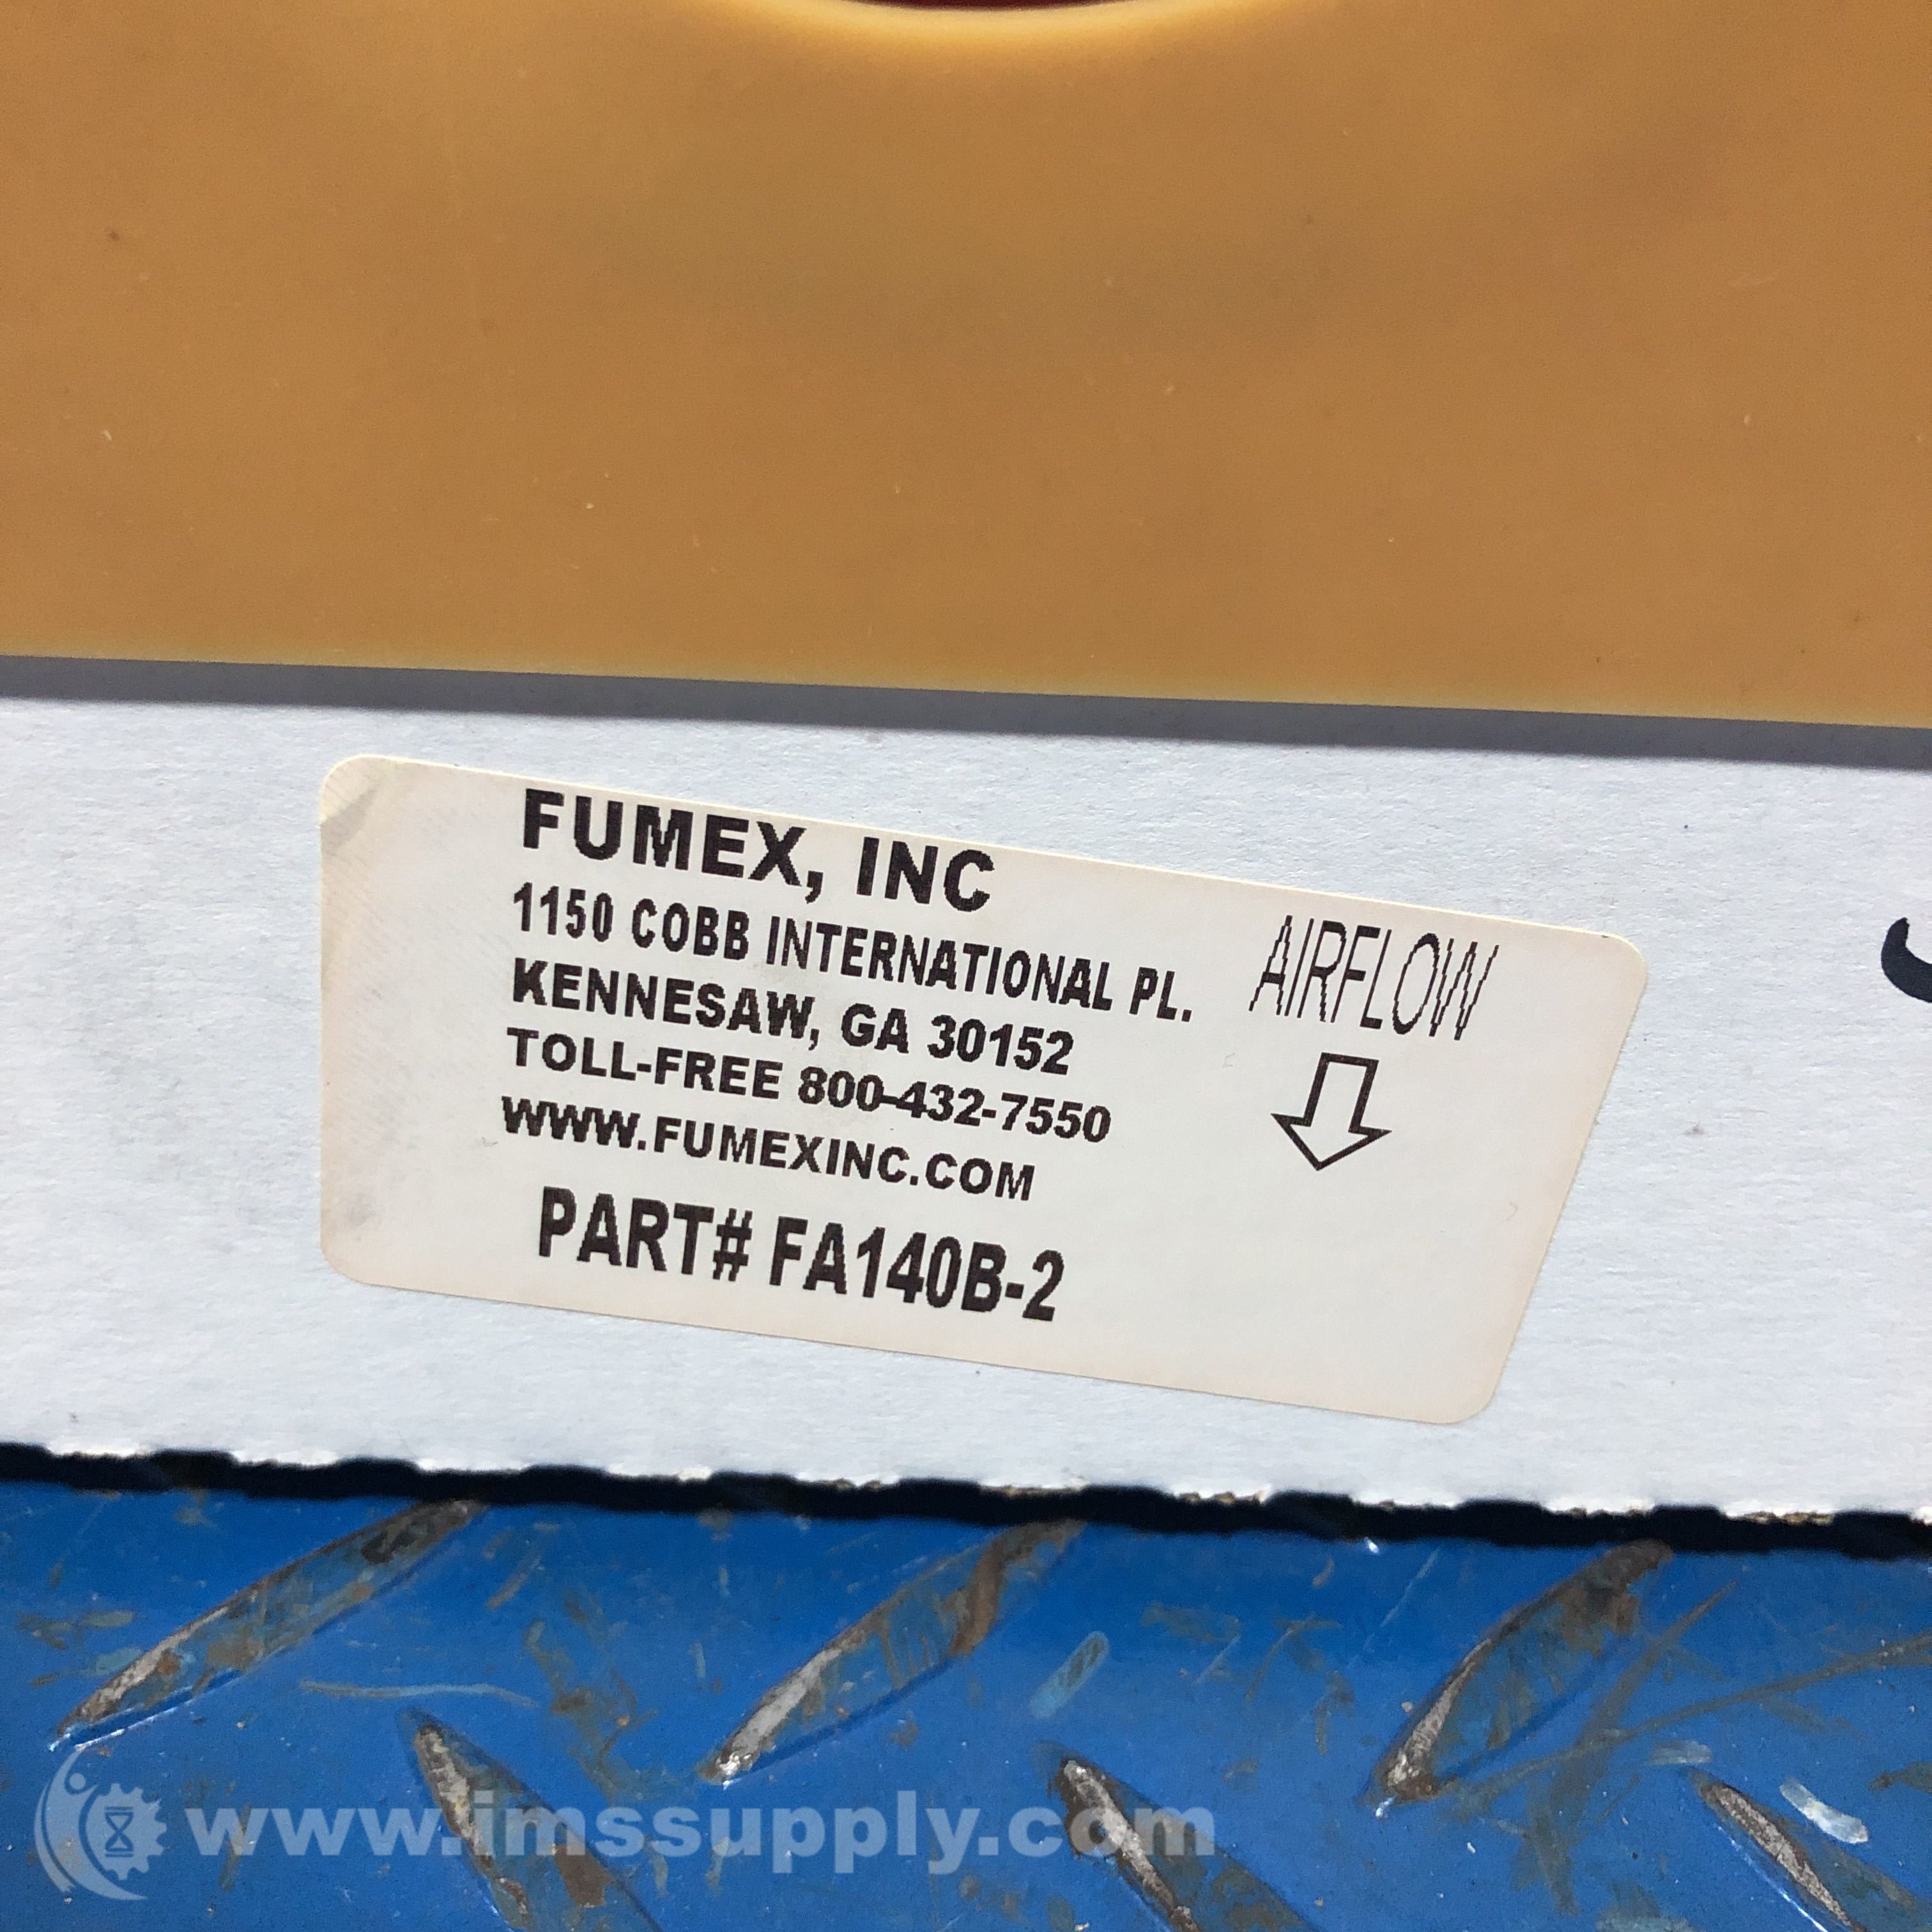 FUMEX, INC
1150 COBB INTERNATIONAL PL.
KENNESAW, GA 30152
TOLL-FREE 800-432-7550
WWW.FUMEXINC.COM
PART# FA140B-2
AIRFLOW
www.imssupply.com